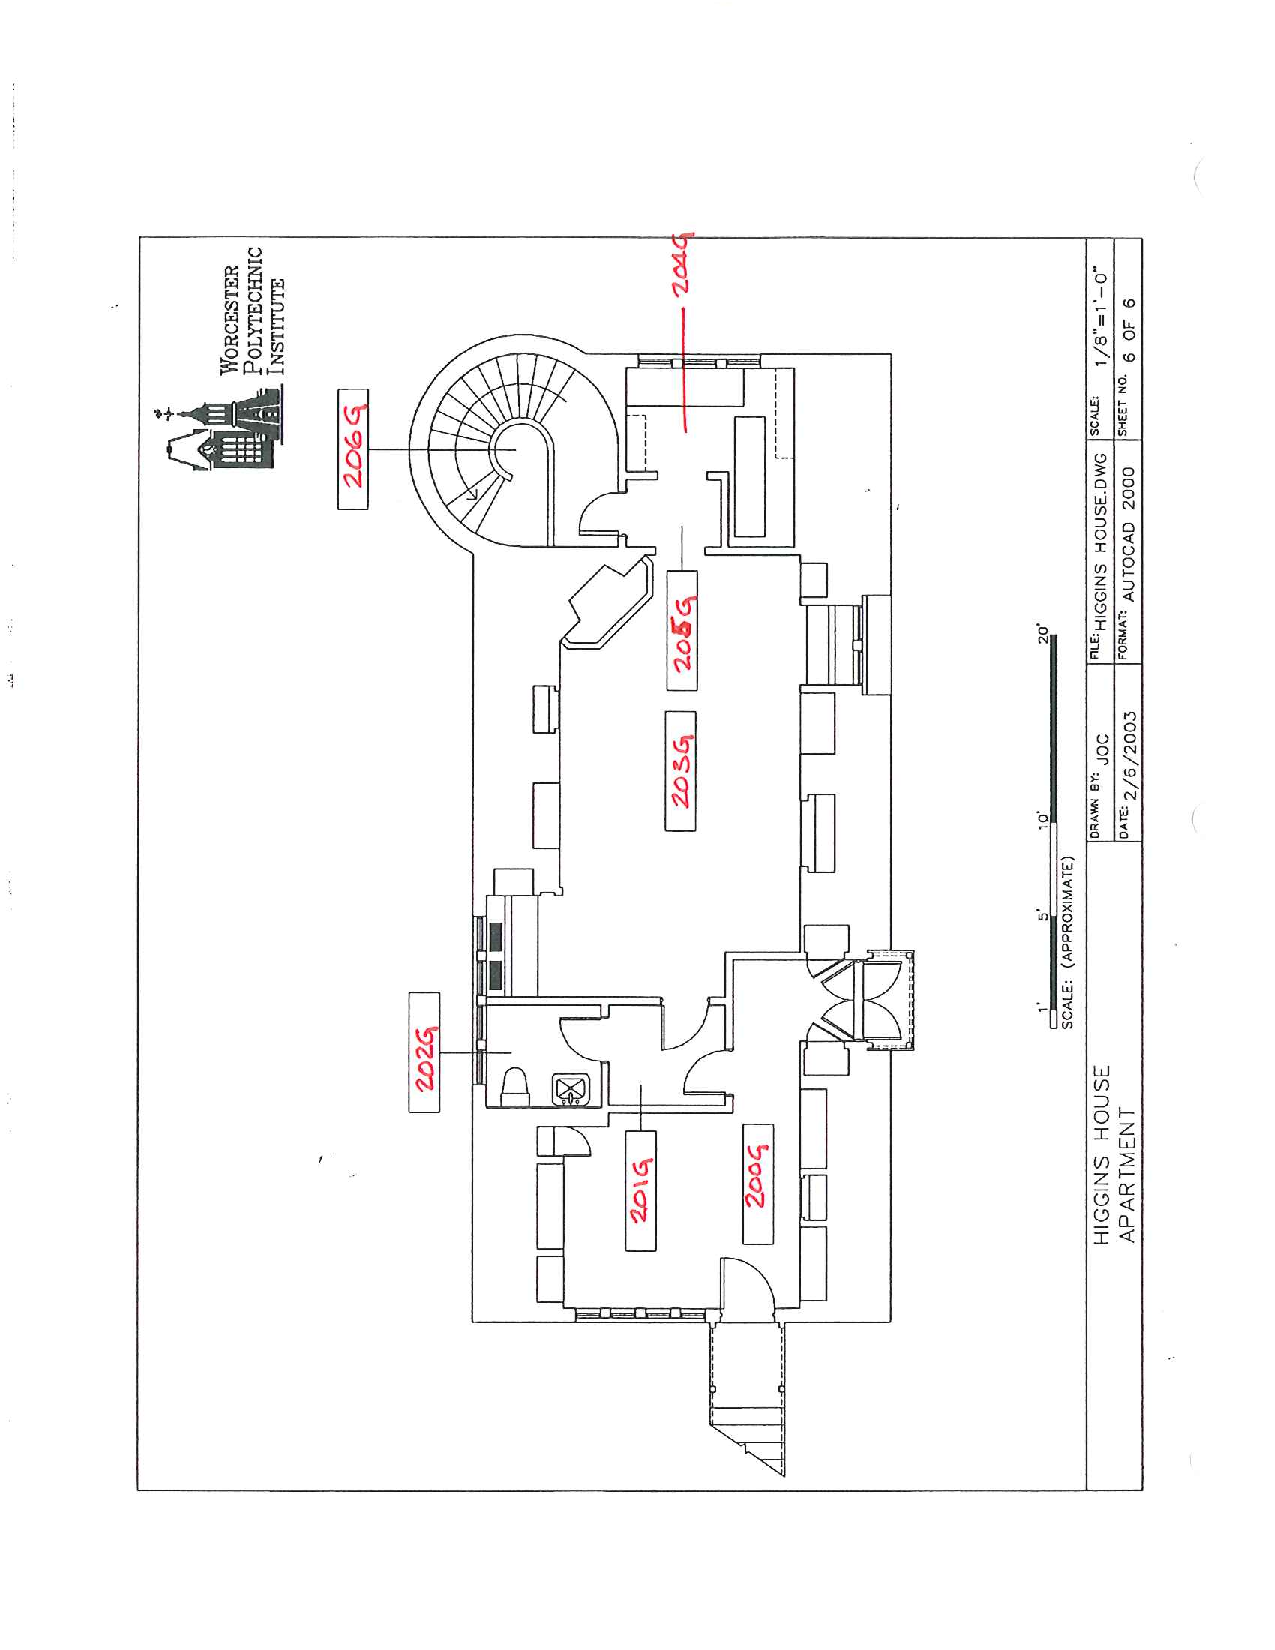 WORCESTER
POLYTECHNIC
INSTITUTE
206G
204G
205G
203G
202G
201G
200G
1' 5' 10' 20'
SCALE: (APPROXIMATE)
HIGGINS HOUSE
APARTMENT
DRAWN BY: JOC
DATE: 2/6/2003
FILE: HIGGINS HOUSE.DWG
FORMAT: AUTOCAD 2000
SCALE: 1/8"=1'-0"
SHEET NO. 6 OF 6